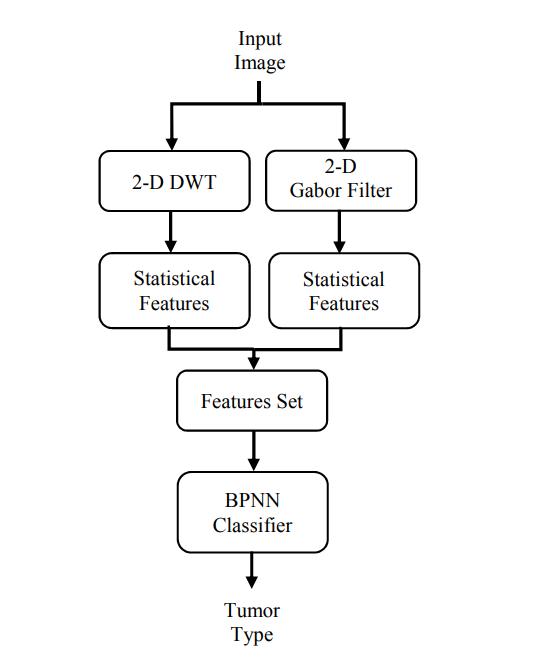 Input
Image
2-D DWT
2-D
Gabor Filter
Statistical
Features
Statistical
Features
Features Set
BPNN
Classifier
Tumor
Type